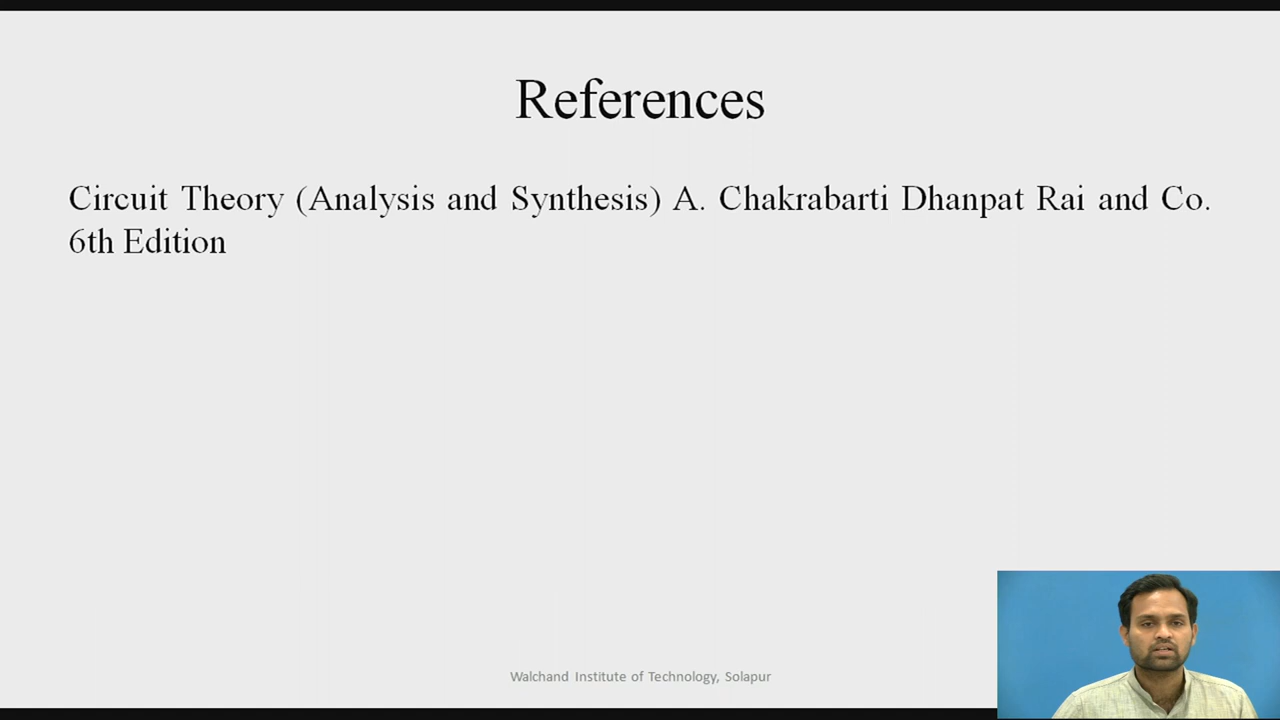 References
Circuit Theory (Analysis and Synthesis) A. Chakrabarti Dhanpat Rai and Co.
6th Edition
Walchand Institute of Technology, Solapur